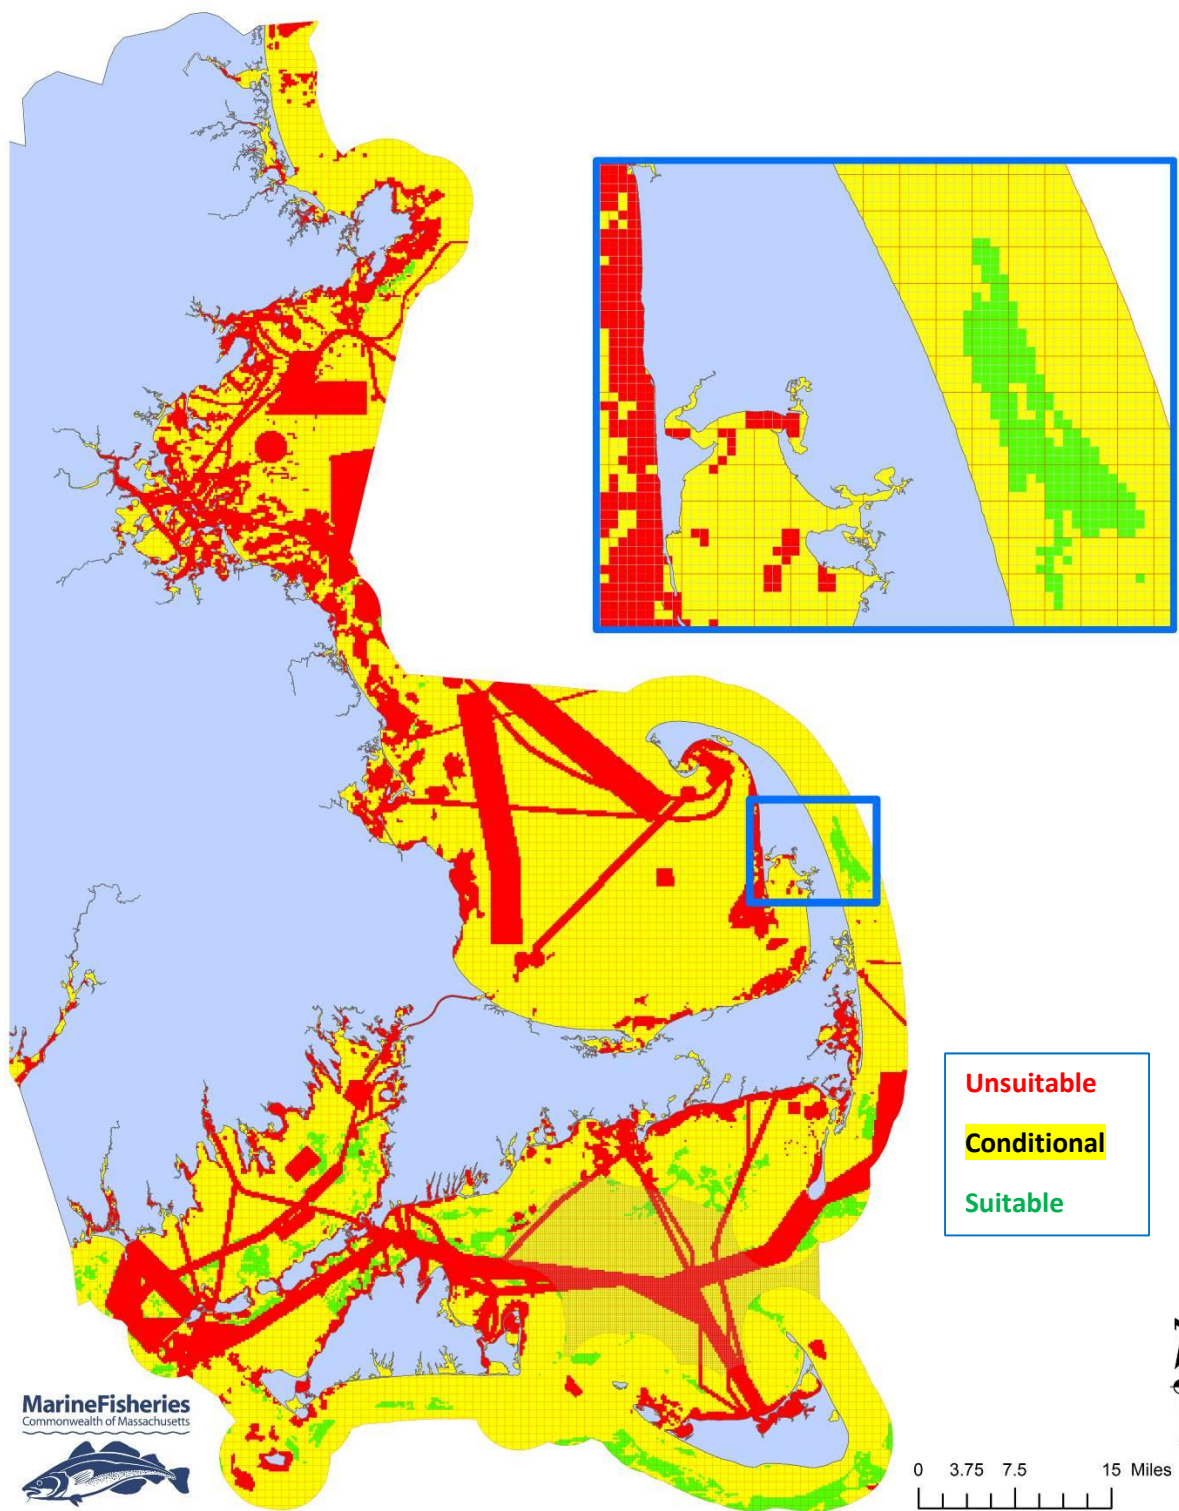 Unsuitable
Conditional
Suitable
MarineFisheries
Commonwealth of Massachusetts
0 3.75 7.5 15 Miles